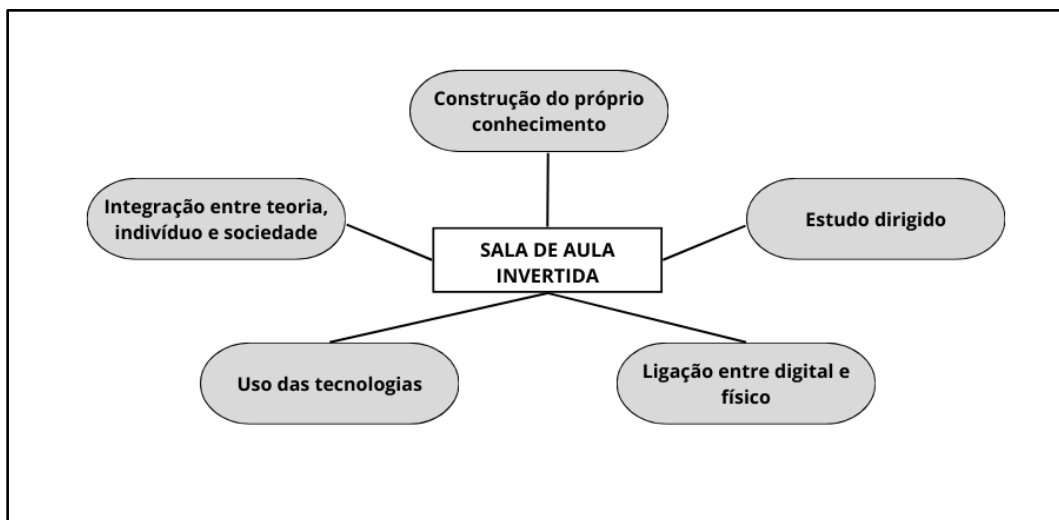 Construção do próprio
conhecimento
Integração entre teoria,
indivíduo e sociedade
SALA DE AULA
INVERTIDA
Estudo dirigido
Uso das tecnologias
Ligação entre digital e
físico